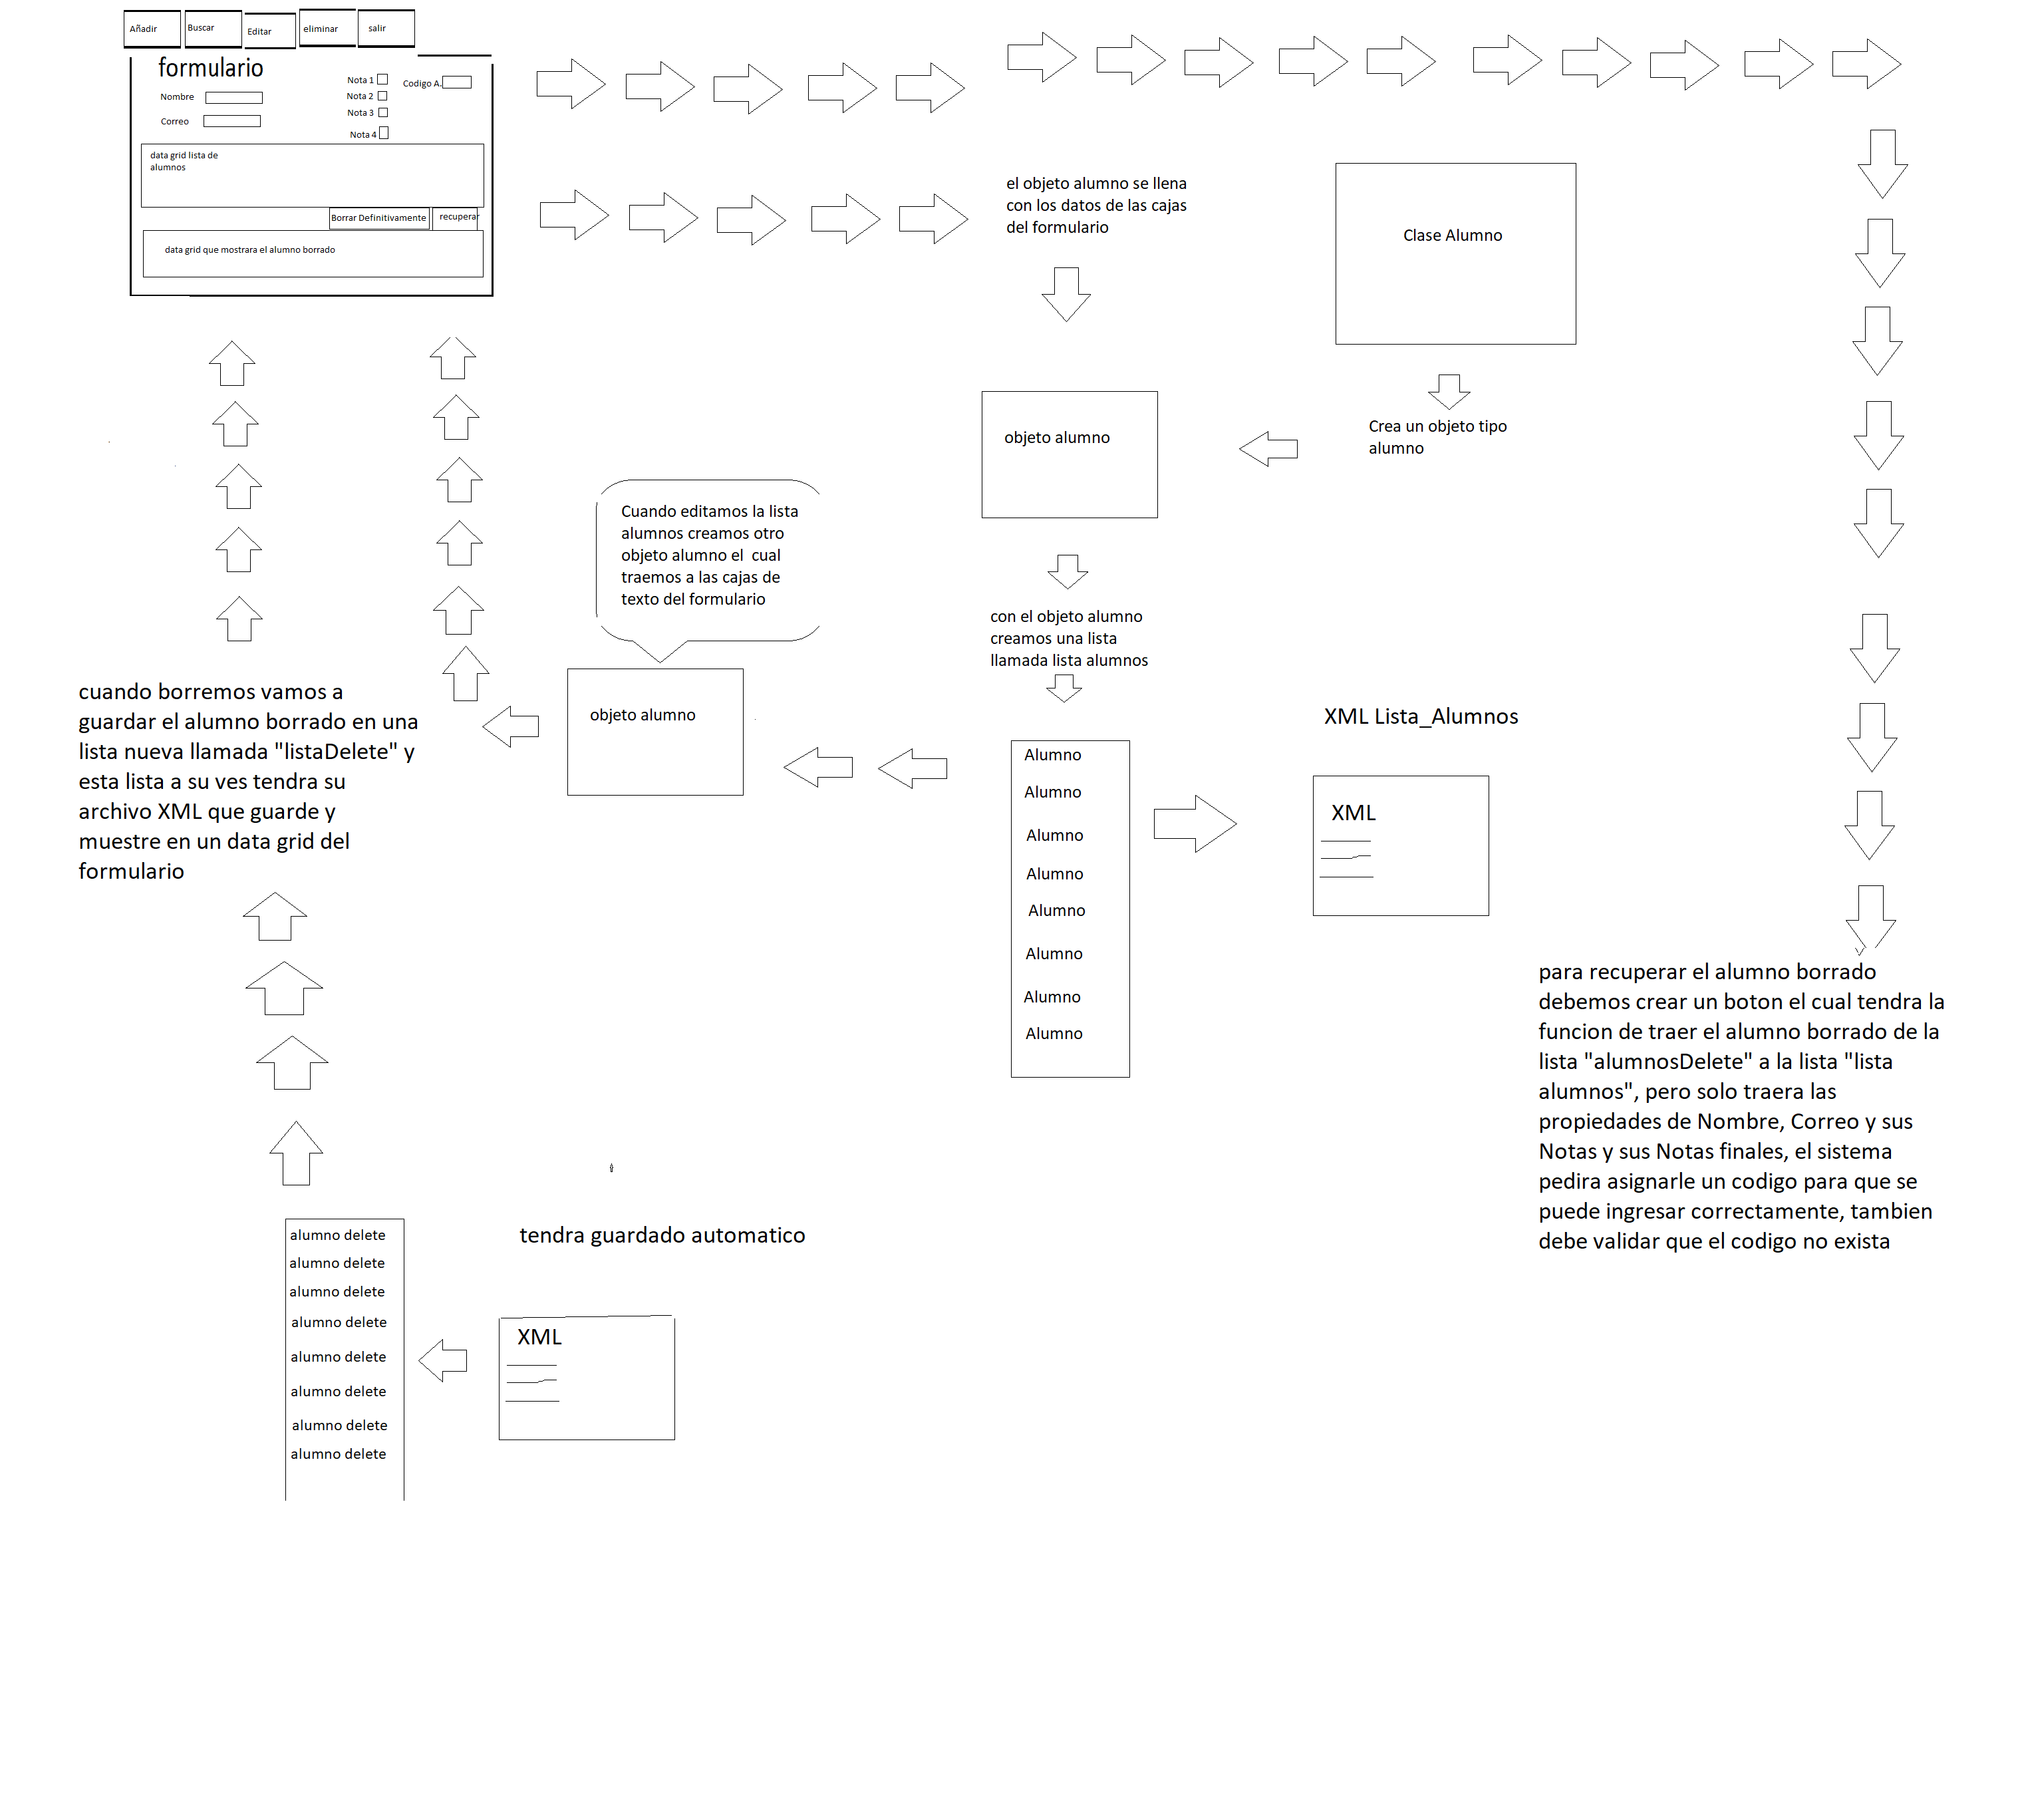 Añadir
Buscar
Editar
eliminar
salir
formulario
Nombre
Correo
Nota 1
Nota 2
Nota 3
Nota 4
Codigo A.
data grid lista de
alumnos
Borrar Definitivamente
recuperar
data grid que mostrara el alumno borrado
el objeto alumno se llena
con los datos de las cajas
del formulario
Clase Alumno
Crea un objeto tipo
alumno
objeto alumno
Cuando editamos la lista
alumnos creamos otro
objeto alumno el cual
traemos a las cajas de
texto del formulario
con el objeto alumno
creamos una lista
llamada lista alumnos
objeto alumno
cuando borremos vamos a
guardar el alumno borrado en una
lista nueva llamada "listaDelete" y
esta lista a su ves tendra su
archivo XML que guarde y
muestre en un data grid del
formulario
Alumno
Alumno
Alumno
Alumno
Alumno
Alumno
Alumno
Alumno
XML Lista_Alumnos
XML
para recuperar el alumno borrado
debemos crear un boton el cual tendra la
funcion de traer el alumno borrado de la
lista "alumnosDelete" a la lista "lista
alumnos", pero solo traera las
propiedades de Nombre, Correo y sus
Notas y sus Notas finales, el sistema
pedira asignarle un codigo para que se
puede ingresar correctamente, tambien
debe validar que el codigo no exista
alumno delete
alumno delete
alumno delete
alumno delete
alumno delete
alumno delete
alumno delete
alumno delete
tendra guardado automatico
XML